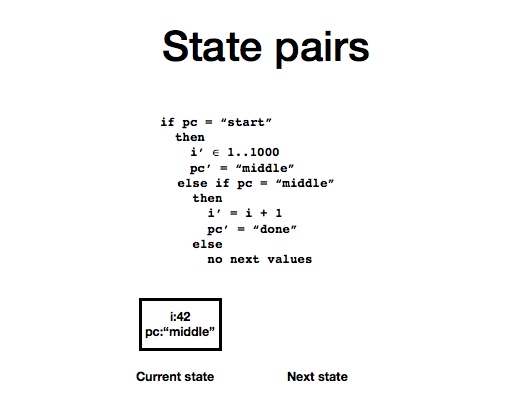 State pairs
if pc = “start”
then
i’ ∈ 1..1000
pc’ = “middle”
else if pc = “middle”
then
i’ = i + 1
pc’ = “done”
else
no next values
i:42
pc:“middle”
Current state
Next state